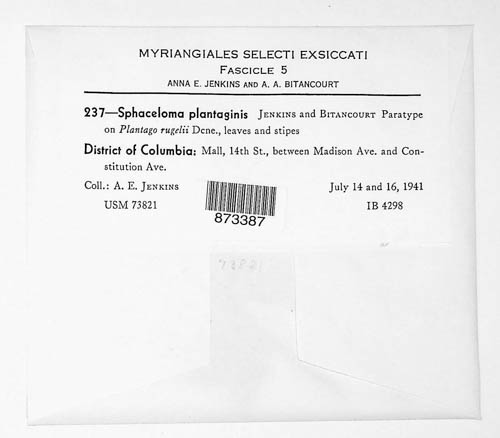 MYRIANGIALES SELECTI EXSICCATI
FASCICLE 5
ANNA E. JENKINS AND A. A. BITANCOURT
237—Sphaceloma plantaginis JENKINS and BITANCOURT Paratype
on Plantago rugelii Dcne., leaves and stipes
District of Columbia: Mall, 14th St., between Madison Ave. and Con-
stitution Ave.
Coll.: A. E. JENKINS July 14 and 16, 1941
USM 73821 IB 4298
873387
73821